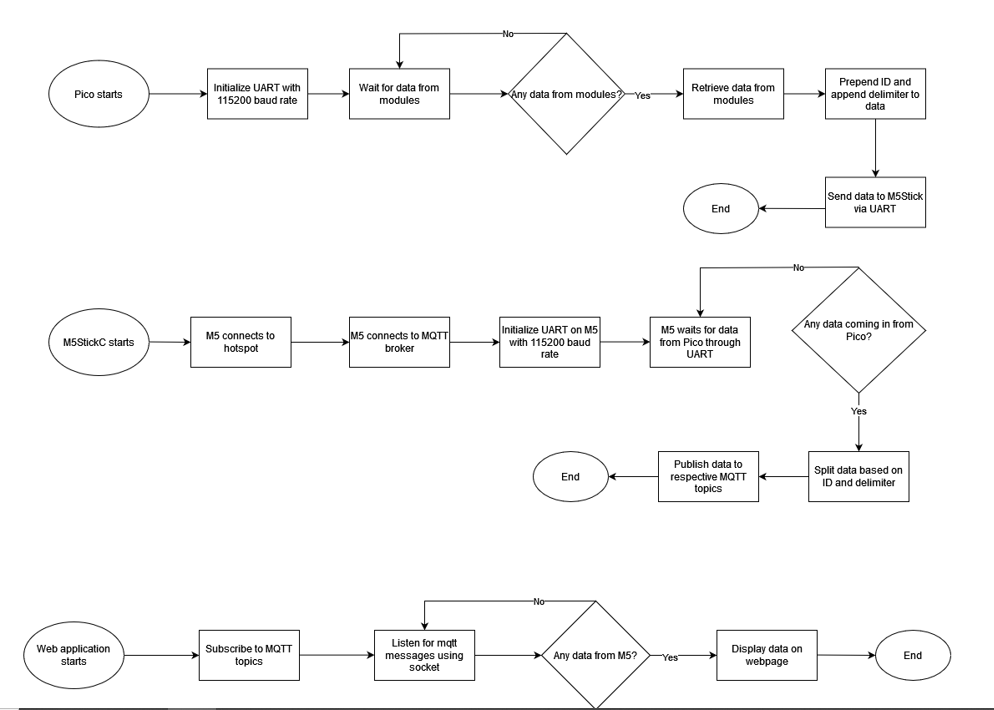 No
Pico starts
Initialize UART with
115200 baud rate
Wait for data from
modules
Any data from modules?
Yes
Retrieve data from
modules
Prepend ID and
append delimiter to
data
Send data to M5Stick
via UART
End
No
M5StickC starts
M5 connects to
hotspot
M5 connects to MQTT
broker
Initialize UART on M5
with 115200 baud
rate
M5 waits for data
from Pico through
UART
Any data coming in from
Pico?
Yes
Split data based on
ID and delimiter
Publish data to
respective MQTT
topics
End
No
Web application
starts
Subscribe to MQTT
topics
Listen for mqtt
messages using
socket
Any data from M5?
Yes
Display data on
webpage
End